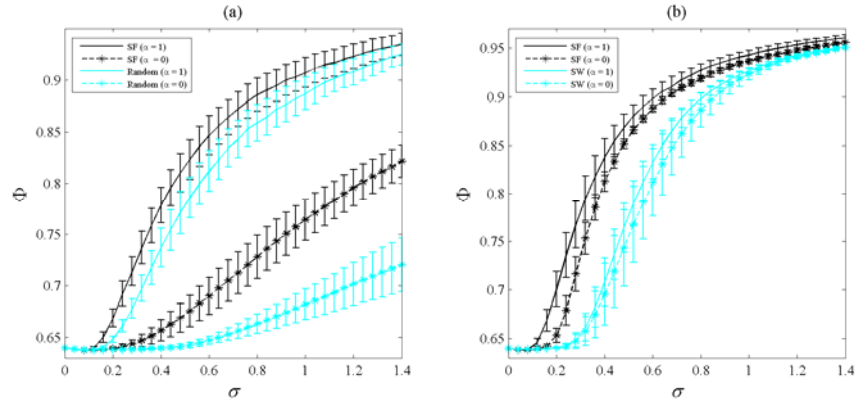 (a)
SF (α = 1)
SF (α = 0)
Random (α = 1)
Random (α = 0)
0.9
0.85
0.8
0.75
0.7
0.65
Φ
0 0.2 0.4 0.6 0.8 1 1.2 1.4
σ
(b)
SF (α = 1)
SF (α = 0)
SW (α = 1)
SW (α = 0)
0.95
0.9
0.85
0.8
0.75
0.7
0.65
Φ
0 0.2 0.4 0.6 0.8 1 1.2 1.4
σ